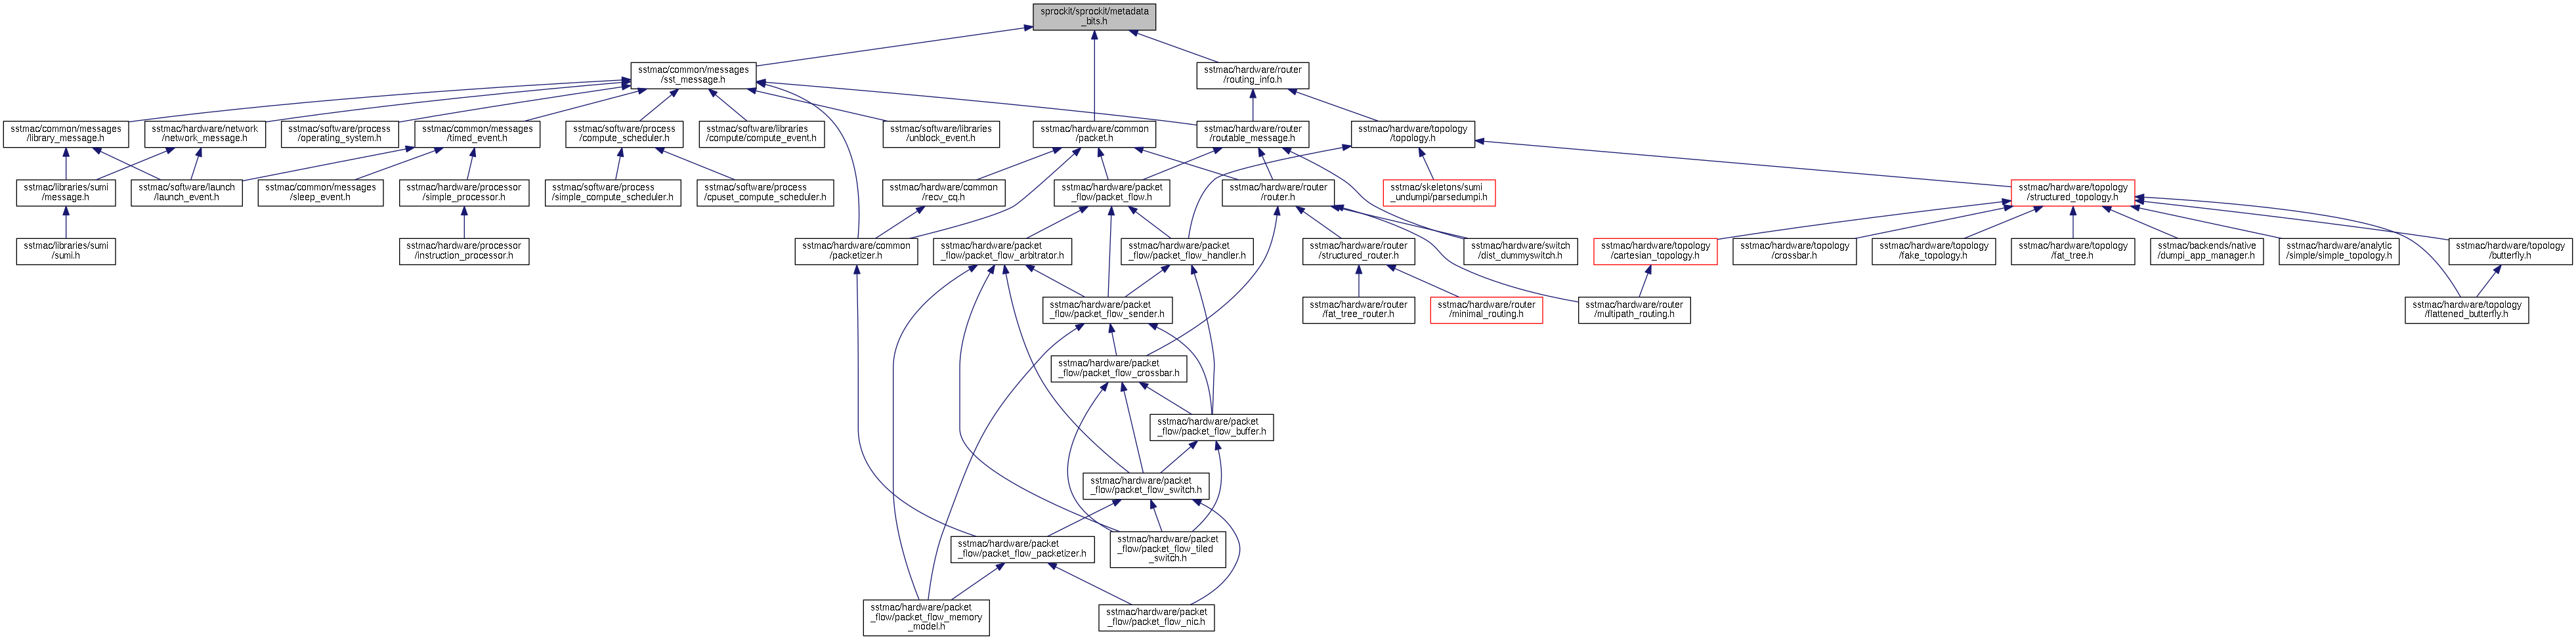 sprockit/sprockit/metadata
_bits.h
sstmac/common/messages
/sst_message.h
sstmac/hardware/router
/routing_info.h
sstmac/common/messages
/library_message.h
sstmac/hardware/network
/network_message.h
sstmac/software/process
/operating_system.h
sstmac/common/messages
/timed_event.h
sstmac/software/process
/compute_scheduler.h
sstmac/software/libraries
/compute/compute_event.h
sstmac/software/libraries
/unblock_event.h
sstmac/hardware/common
/packet.h
sstmac/hardware/router
/routable_message.h
sstmac/hardware/topology
/topology.h
sstmac/libraries/sumi
/message.h
sstmac/software/launch
/launch_event.h
sstmac/common/messages
/sleep_event.h
sstmac/hardware/processor
/simple_processor.h
sstmac/software/process
/simple_compute_scheduler.h
sstmac/software/process
/cpuset_compute_scheduler.h
sstmac/hardware/common
/recv_cq.h
sstmac/hardware/packet
_flow/packet_flow.h
sstmac/hardware/router
/router.h
sstmac/skeletons/sumi
_undumpi/parsedumpi.h
sstmac/hardware/topology
/structured_topology.h
sstmac/libraries/sumi
/sumi.h
sstmac/hardware/processor
/instruction_processor.h
sstmac/hardware/common
/packetizer.h
sstmac/hardware/packet
_flow/packet_flow_arbitrator.h
sstmac/hardware/packet
_flow/packet_flow_handler.h
sstmac/hardware/router
/structured_router.h
sstmac/hardware/switch
/dist_dummyswitch.h
sstmac/hardware/topology
/cartesian_topology.h
sstmac/hardware/topology
/crossbar.h
sstmac/hardware/topology
/fake_topology.h
sstmac/hardware/topology
/fat_tree.h
sstmac/backends/native
/dumpi_app_manager.h
sstmac/hardware/analytic
/simple/simple_topology.h
sstmac/hardware/topology
/butterfly.h
sstmac/hardware/packet
_flow/packet_flow_sender.h
sstmac/hardware/router
/fat_tree_router.h
sstmac/hardware/router
/minimal_routing.h
sstmac/hardware/router
/multipath_routing.h
sstmac/hardware/topology
/flattened_butterfly.h
sstmac/hardware/packet
_flow/packet_flow_crossbar.h
sstmac/hardware/packet
_flow/packet_flow_buffer.h
sstmac/hardware/packet
_flow/packet_flow_switch.h
sstmac/hardware/packet
_flow/packet_flow_packetizer.h
sstmac/hardware/packet
_flow/packet_flow_tiled
_switch.h
sstmac/hardware/packet
_flow/packet_flow_memory
_model.h
sstmac/hardware/packet
_flow/packet_flow_nic.h